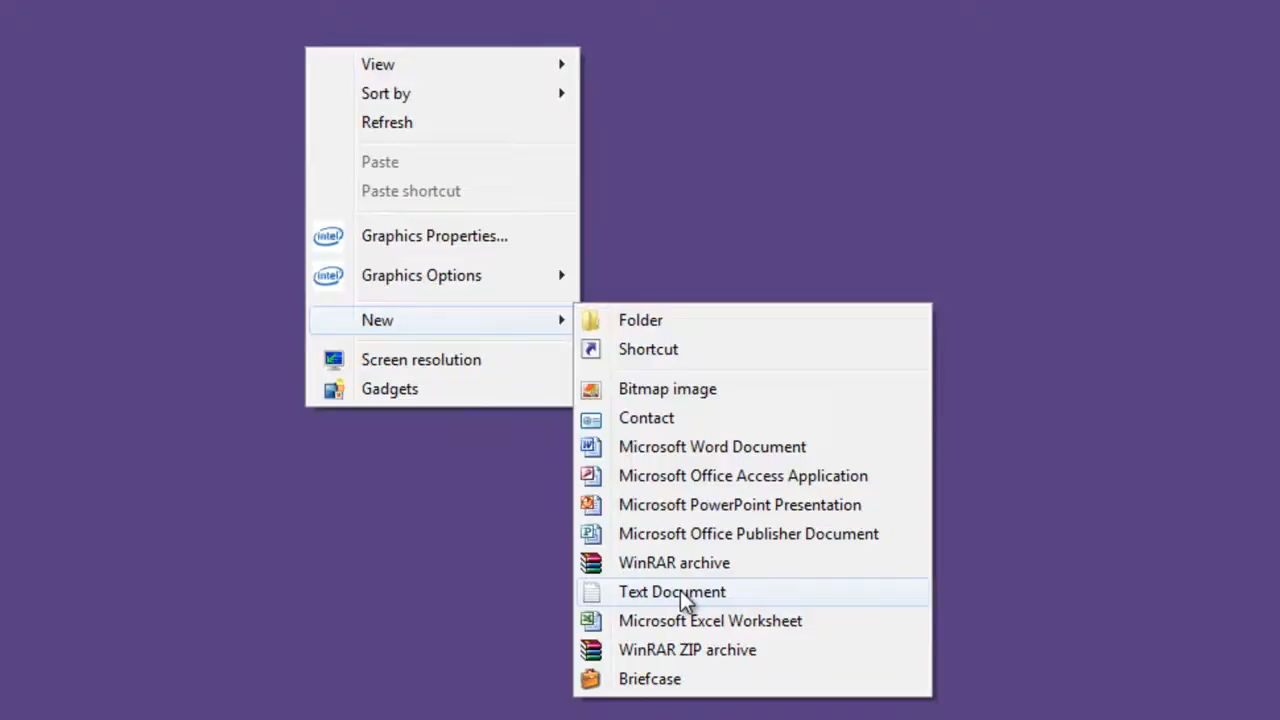 View
Sort by
Refresh
Paste
Paste shortcut
intel Graphics Properties...
intel Graphics Options
New
Screen resolution
Gadgets
Folder
Shortcut
Bitmap image
Contact
Microsoft Word Document
Microsoft Office Access Application
Microsoft PowerPoint Presentation
Microsoft Office Publisher Document
WinRAR archive
Text Document
Microsoft Excel Worksheet
WinRAR ZIP archive
Briefcase